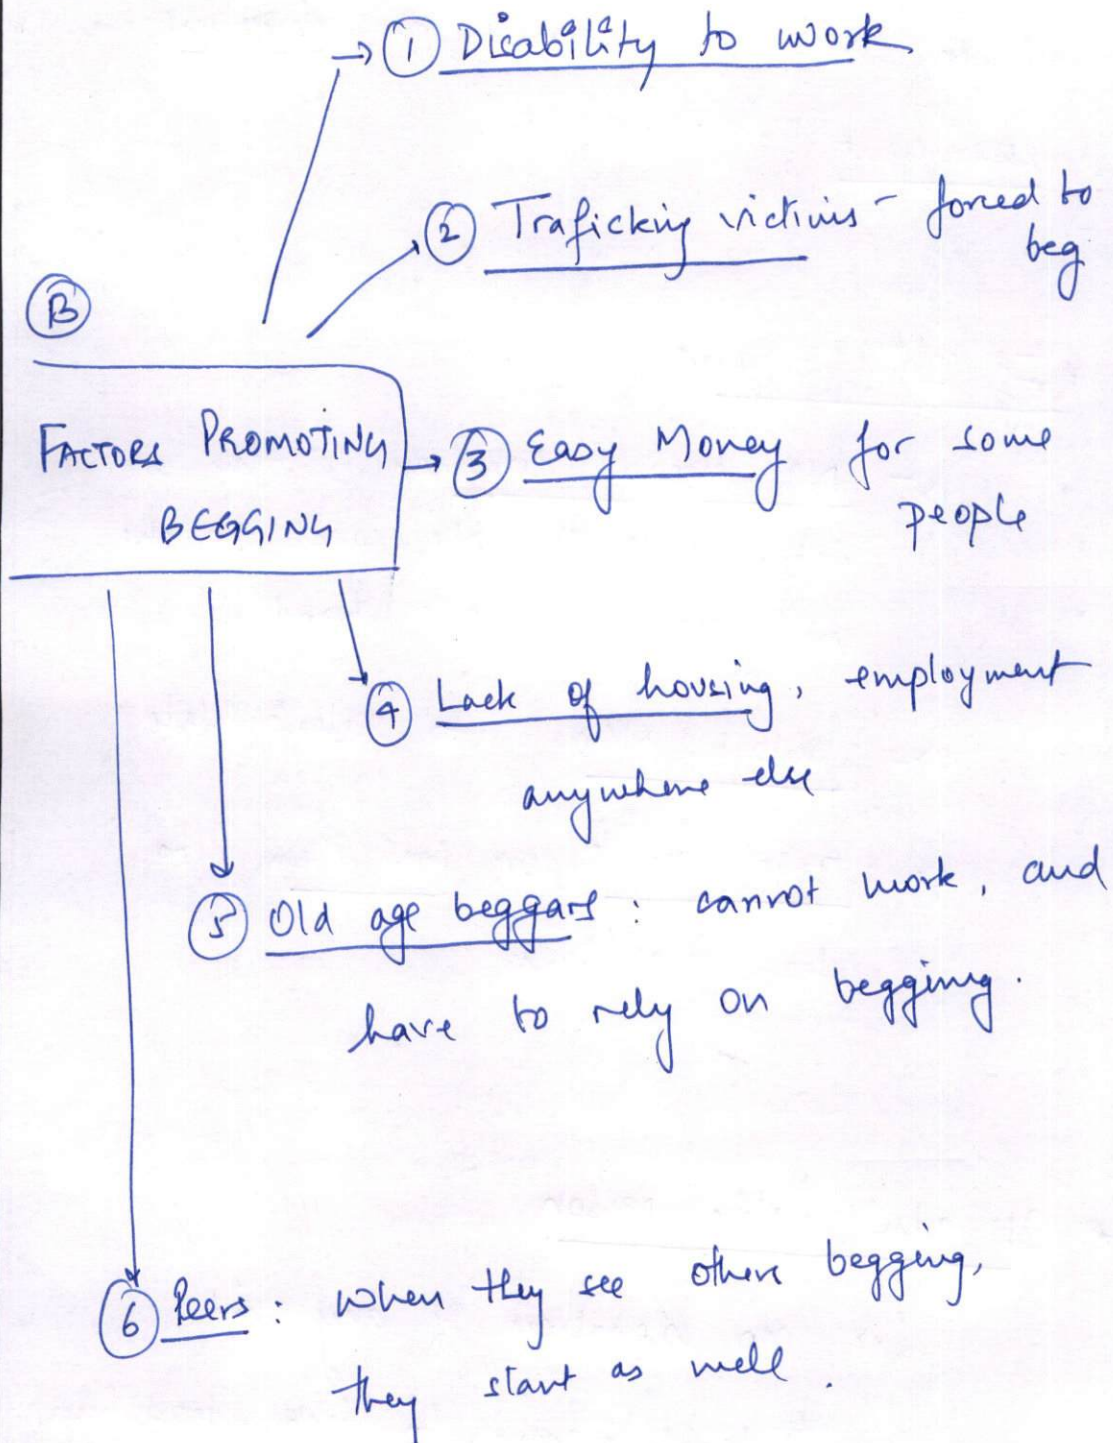 ① Disability to work
② Traficking victims - forced to
beg
Ⓑ
FACTORS PROMOTING
BEGGING
③ Easy Money for some
people
④ Lack of housing, employment
anywhere else
⑤ Old age beggars : cannot work, and
have to rely on begging.
⑥ Peers : when they see others begging,
they start as well.